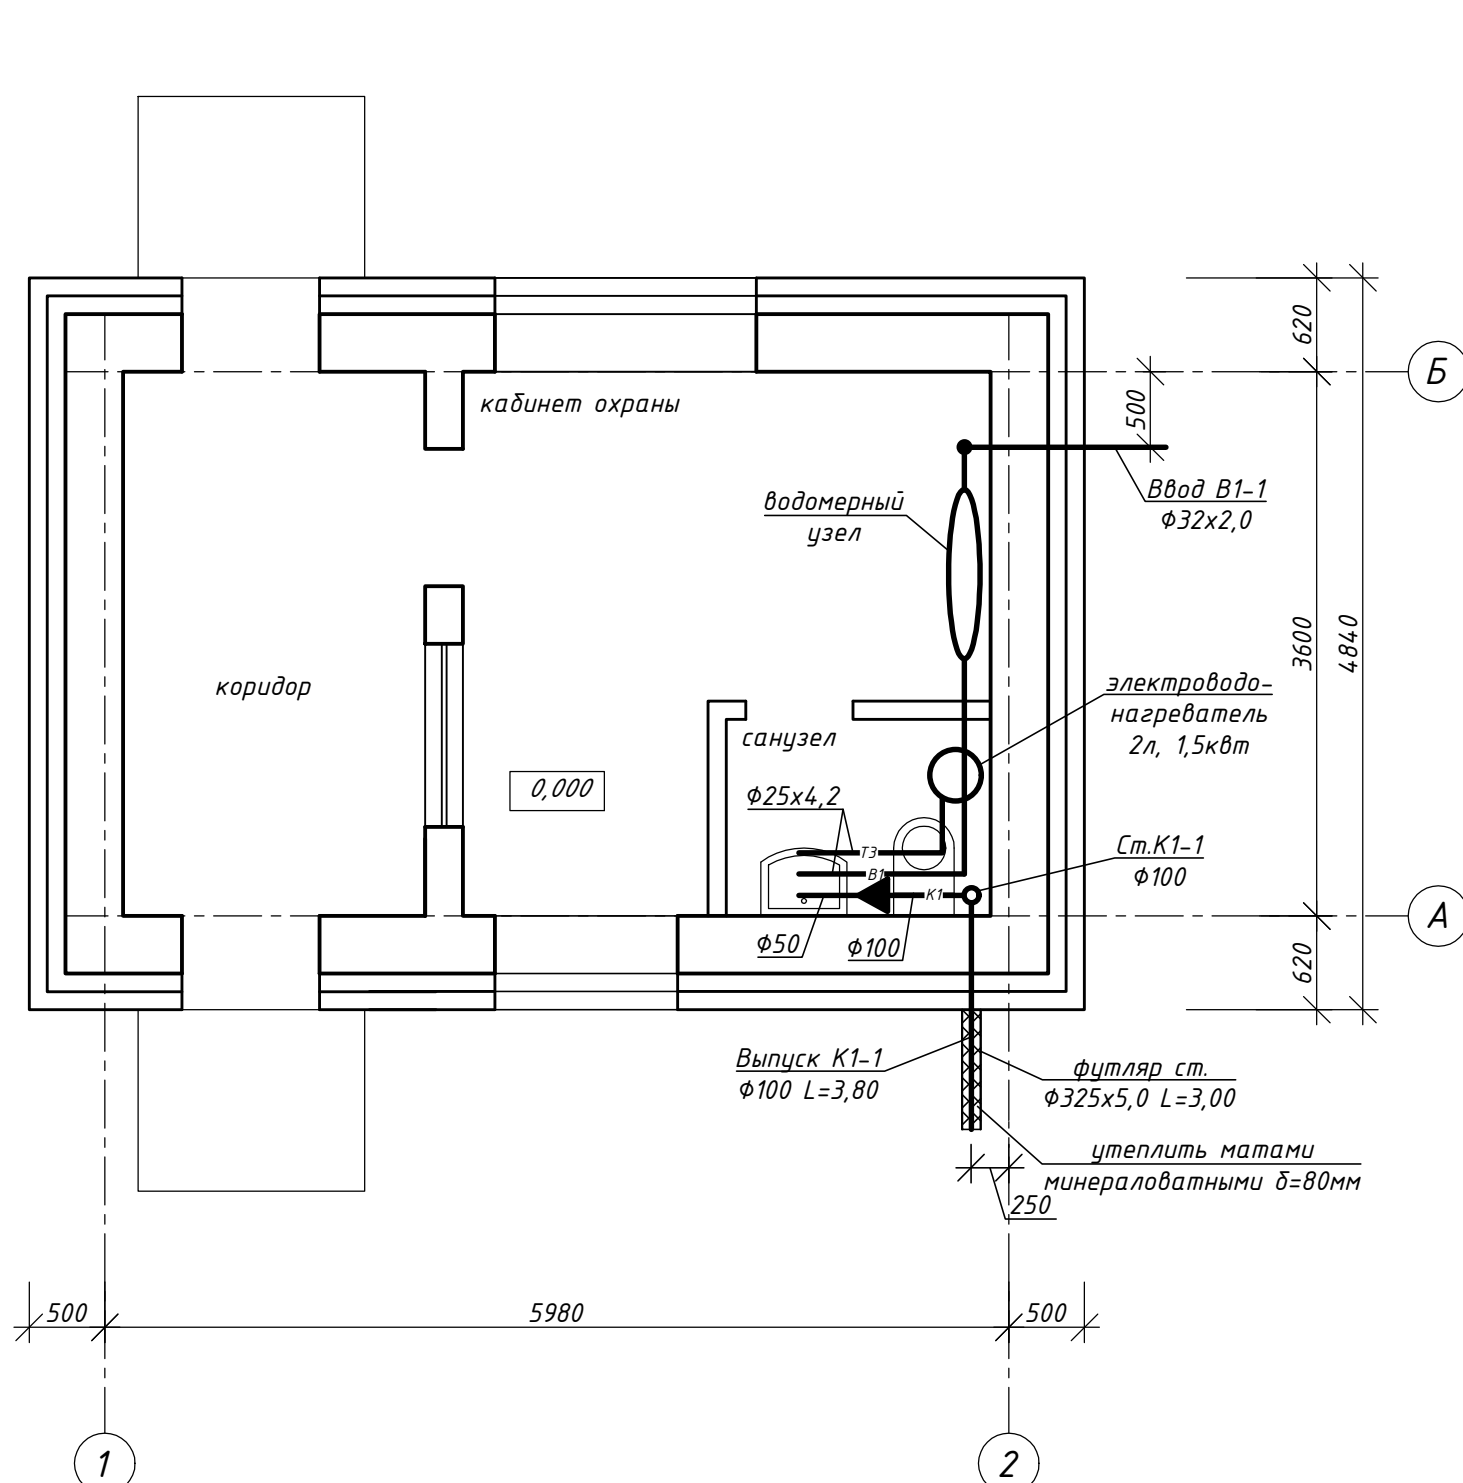 620
Б
кабинет охраны
500
Ввод В1-1
Ф32х2,0
водомерный
узел
3600
4840
коридор
электроводо-
нагреватель
2л, 1,5квт
санузел
0,000
Ф25х4,2
Т3
В1
К1
Ст.К1-1
Ф100
А
Ф50
Ф100
620
Выпуск К1-1
Ф100 L=3,80
футляр ст.
Ф325х5,0 L=3,00
утеплить матами
минераловатными δ=80мм
250
500
5980
500
1
2